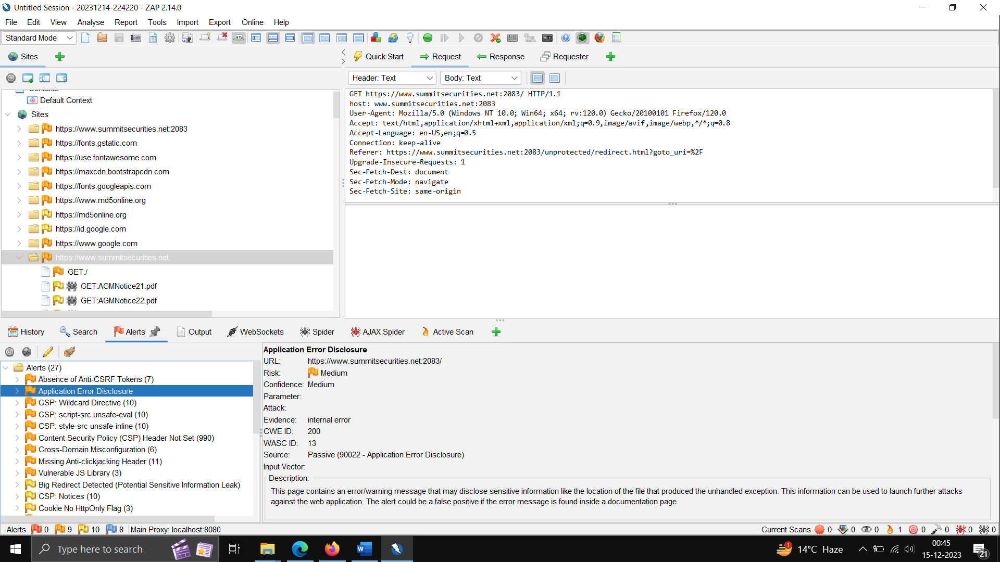 Untitled Session - 20231214-224220 - ZAP 2.14.0
File Edit View Analyse Report Tools Import Export Online Help
Standard Mode
Sites
Quick Start Request Response Requester
Header: Text Body: Text
Contexts
Default Context
Sites
https://www.summitsecurities.net:2083
https://fonts.gstatic.com
https://use.fontawesome.com
https://maxcdn.bootstrapcdn.com
https://fonts.googleapis.com
https://www.md5online.org
https://md5online.org
https://id.google.com
https://www.google.com
https://www.summitsecurities.net
GET:/
GET:AGMNotice21.pdf
GET:AGMNotice22.pdf
GET https://www.summitsecurities.net:2083/ HTTP/1.1
host: www.summitsecurities.net:2083
User-Agent: Mozilla/5.0 (Windows NT 10.0; Win64; x64; rv:120.0) Gecko/20100101 Firefox/120.0
Accept: text/html,application/xhtml+xml,application/xml;q=0.9,image/avif,image/webp,*/*;q=0.8
Accept-Language: en-US,en;q=0.5
Connection: keep-alive
Referer: https://www.summitsecurities.net:2083/unprotected/redirect.html?goto_uri=%2F
Upgrade-Insecure-Requests: 1
Sec-Fetch-Dest: document
Sec-Fetch-Mode: navigate
Sec-Fetch-Site: same-origin
History Search Alerts Output WebSockets Spider AJAX Spider Active Scan
Alerts (27)
Absence of Anti-CSRF Tokens (7)
Application Error Disclosure
CSP: Wildcard Directive (10)
CSP: script-src unsafe-eval (10)
CSP: style-src unsafe-inline (10)
Content Security Policy (CSP) Header Not Set (990)
Cross-Domain Misconfiguration (6)
Missing Anti-clickjacking Header (11)
Vulnerable JS Library (3)
Big Redirect Detected (Potential Sensitive Information Leak)
CSP: Notices (10)
Cookie No HttpOnly Flag (3)
Application Error Disclosure
URL: https://www.summitsecurities.net:2083/
Risk: Medium
Confidence: Medium
Parameter:
Attack:
Evidence: internal error
CWE ID: 200
WASC ID: 13
Source: Passive (90022 - Application Error Disclosure)
Input Vector:
Description:
This page contains an error/warning message that may disclose sensitive information like the location of the file that produced the unhandled exception. This information can be used to launch further attacks
against the web application. The alert could be a false positive if the error message is found inside a documentation page.
Alerts 0 9 10 8 Main Proxy: localhost:8080
Current Scans 0 0 0 1 0 0 0 0
Type here to search
1 14°C Haze
00:45
15-12-2023
21